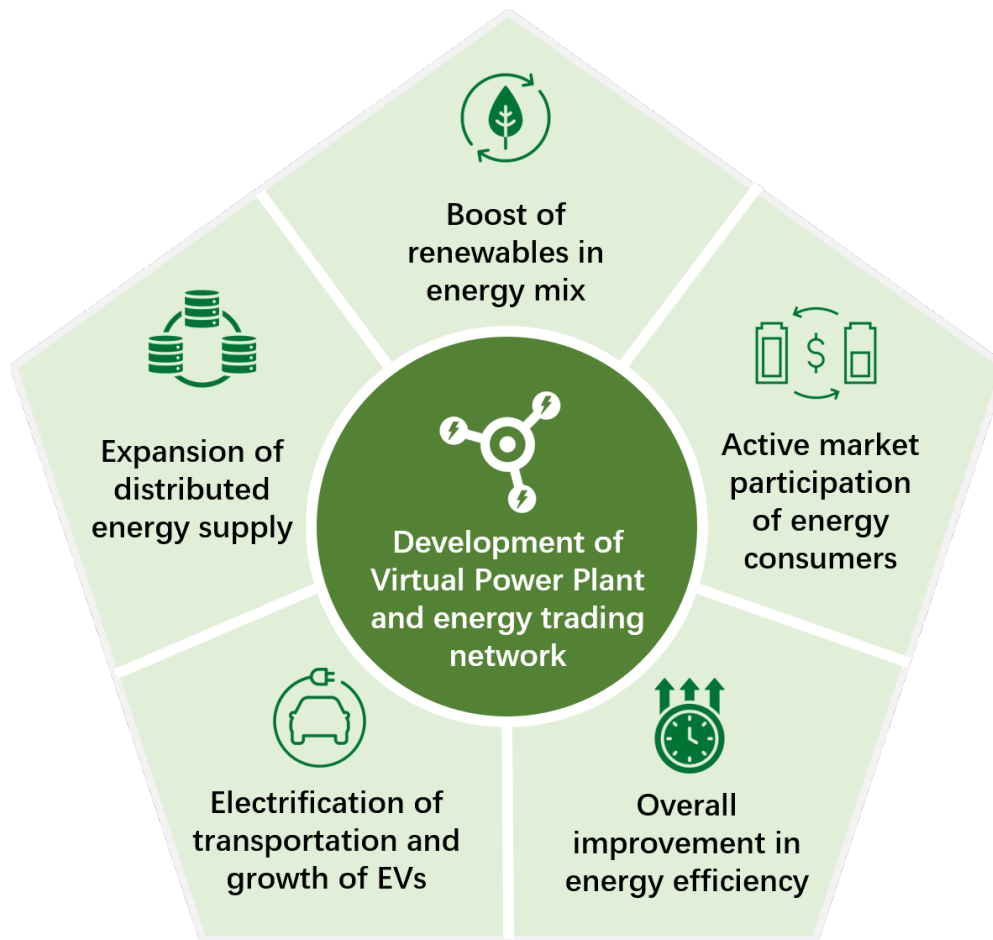 Boost of
renewables in
energy mix
$
Active market
participation
of energy
consumers
Expansion of
distributed
energy supply
Development of
Virtual Power Plant
and energy trading
network
Electrification of
transportation and
growth of EVs
Overall
improvement in
energy efficiency